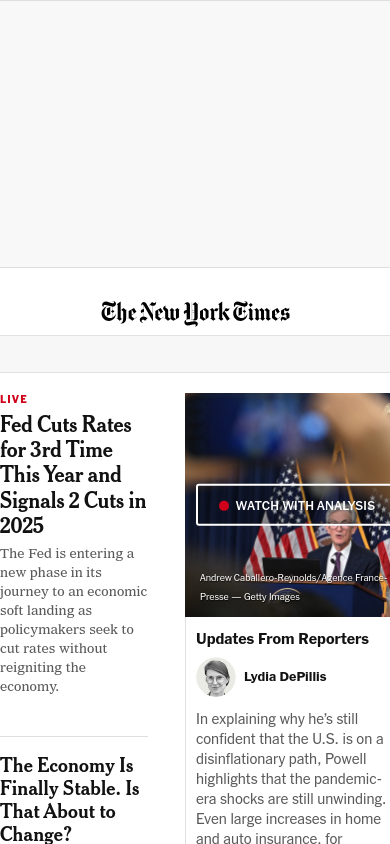 The New York Times
LIVE
Fed Cuts Rates
for 3rd Time
This Year and
Signals 2 Cuts in
2025
The Fed is entering a
new phase in its
journey to an economic
soft landing as
policymakers seek to
cut rates without
reigniting the
economy.
The Economy Is
Finally Stable. Is
That About to
Change?
WATCH WITH ANALYSIS
Andrew Caballero-Reynolds/Agence France-
Presse — Getty Images
Updates From Reporters
Lydia DePillis
In explaining why he’s still
confident that the U.S. is on a
disinflationary path, Powell
highlights that the pandemic-
era shocks are still unwinding.
Even large increases in home
and auto insurance, for